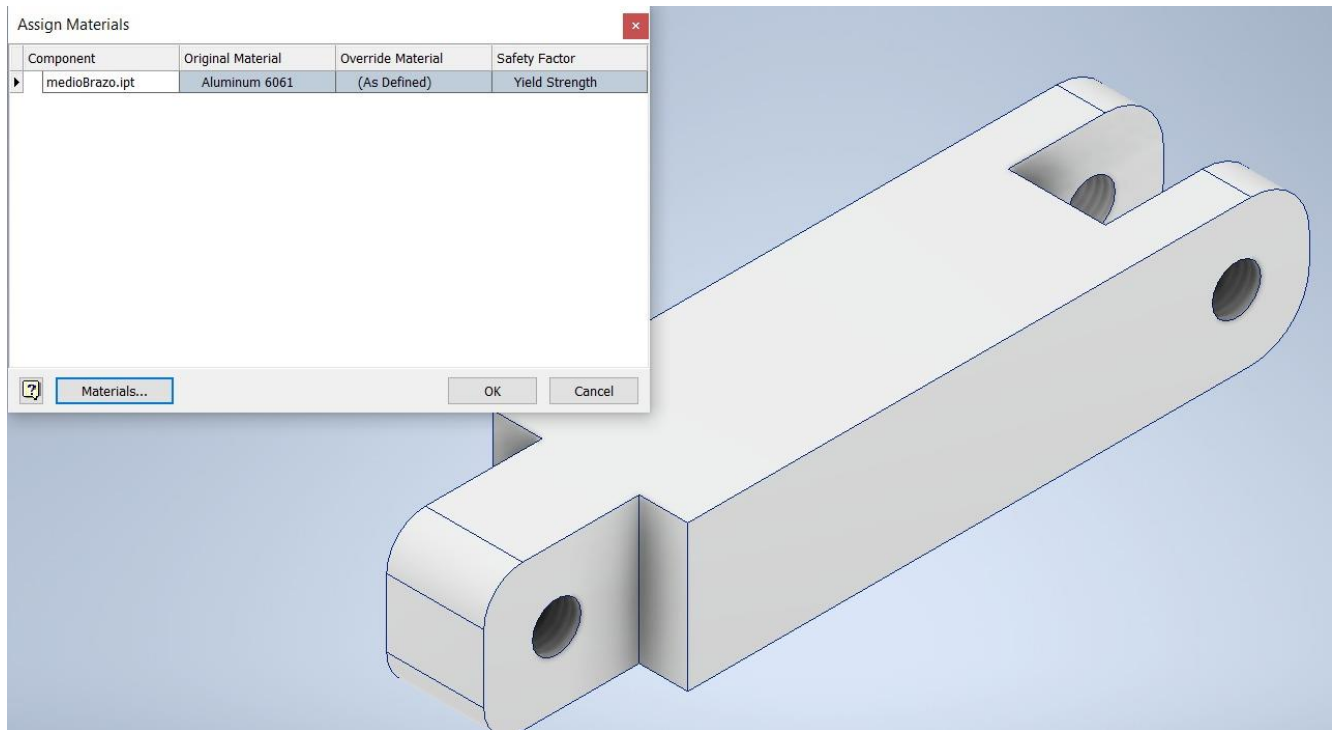 Assign Materials
Component Original Material Override Material Safety Factor
medioBrazo.ipt Aluminum 6061 (As Defined) Yield Strength
Materials... OK Cancel